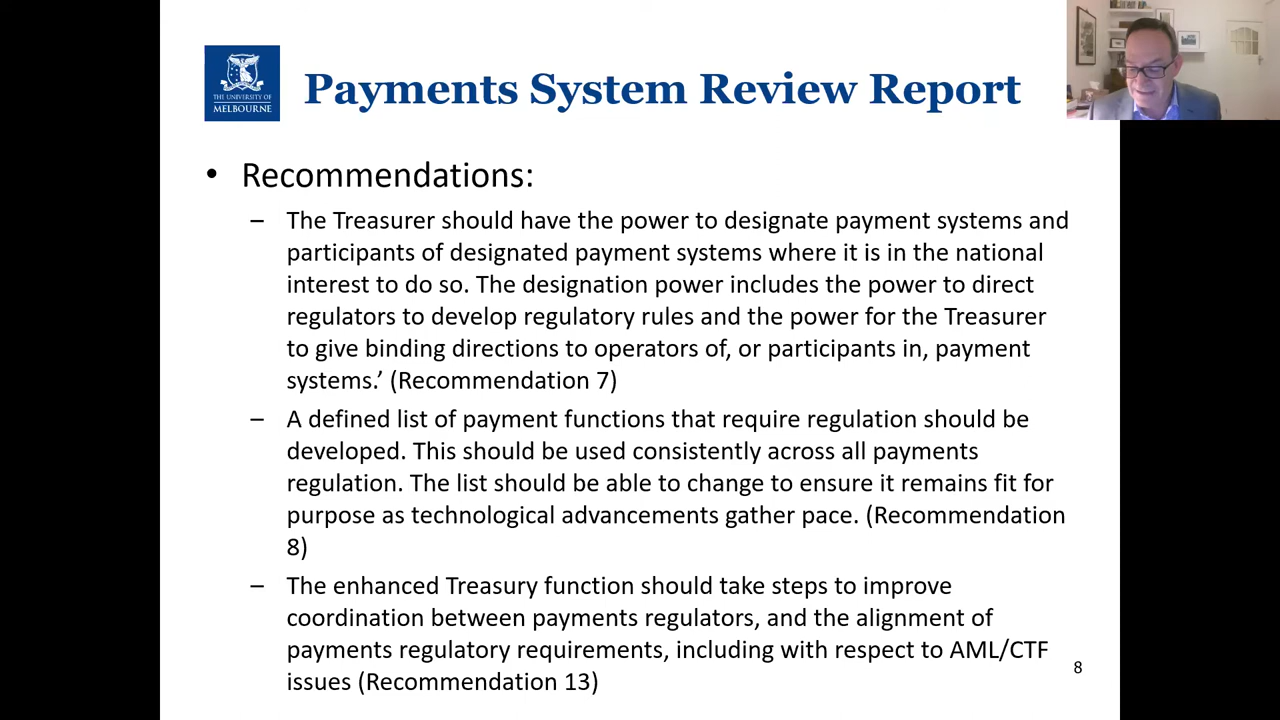 THE UNIVERSITY OF
MELBOURNE
Payments System Review Report
• Recommendations:
– The Treasurer should have the power to designate payment systems and
participants of designated payment systems where it is in the national
interest to do so. The designation power includes the power to direct
regulators to develop regulatory rules and the power for the Treasurer
to give binding directions to operators of, or participants in, payment
systems.’ (Recommendation 7)
– A defined list of payment functions that require regulation should be
developed. This should be used consistently across all payments
regulation. The list should be able to change to ensure it remains fit for
purpose as technological advancements gather pace. (Recommendation
8)
– The enhanced Treasury function should take steps to improve
coordination between payments regulators, and the alignment of
payments regulatory requirements, including with respect to AML/CTF
issues (Recommendation 13)
8